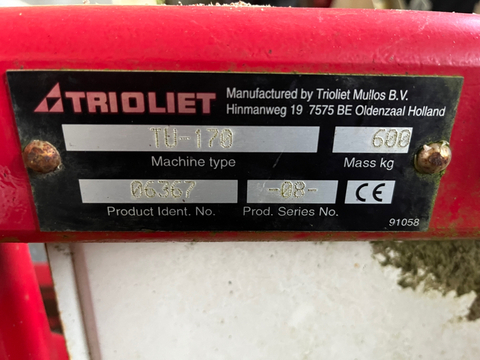 TRIOLIET
Manufactured by Trioliet Mullos B.V.
Hinmanweg 19 7575 BE Oldenzaal Holland
TU-170 600
Machine type Mass kg
06367 -08- CE
Product Ident. No. Prod. Series No.
91058